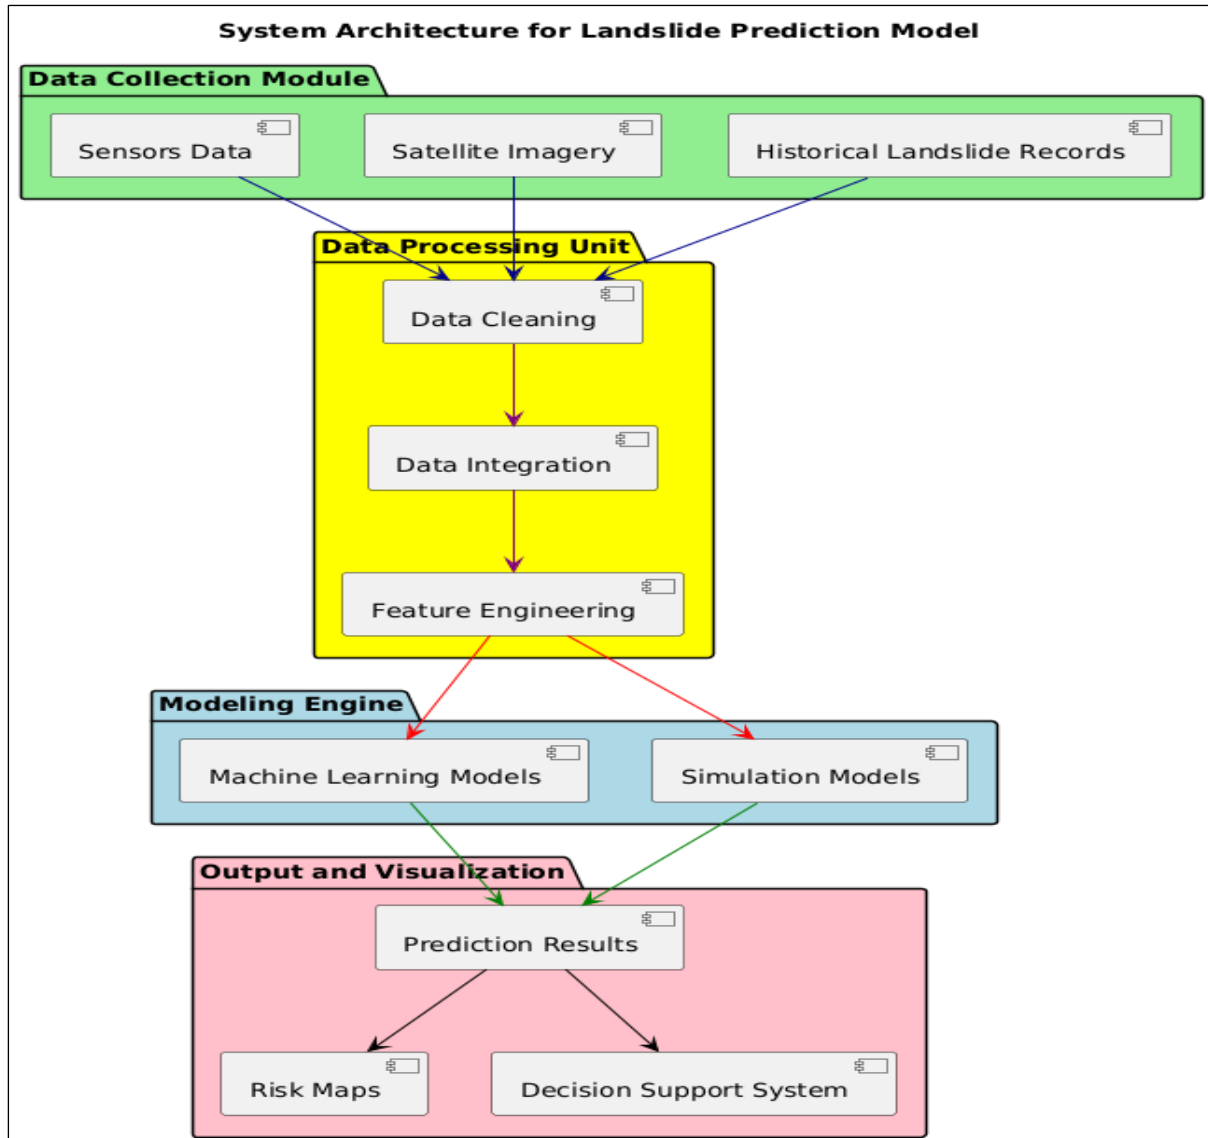 System Architecture for Landslide Prediction Model
Data Collection Module
Sensors Data
Satellite Imagery
Historical Landslide Records
Data Processing Unit
Data Cleaning
Data Integration
Feature Engineering
Modeling Engine
Machine Learning Models
Simulation Models
Output and Visualization
Prediction Results
Risk Maps
Decision Support System